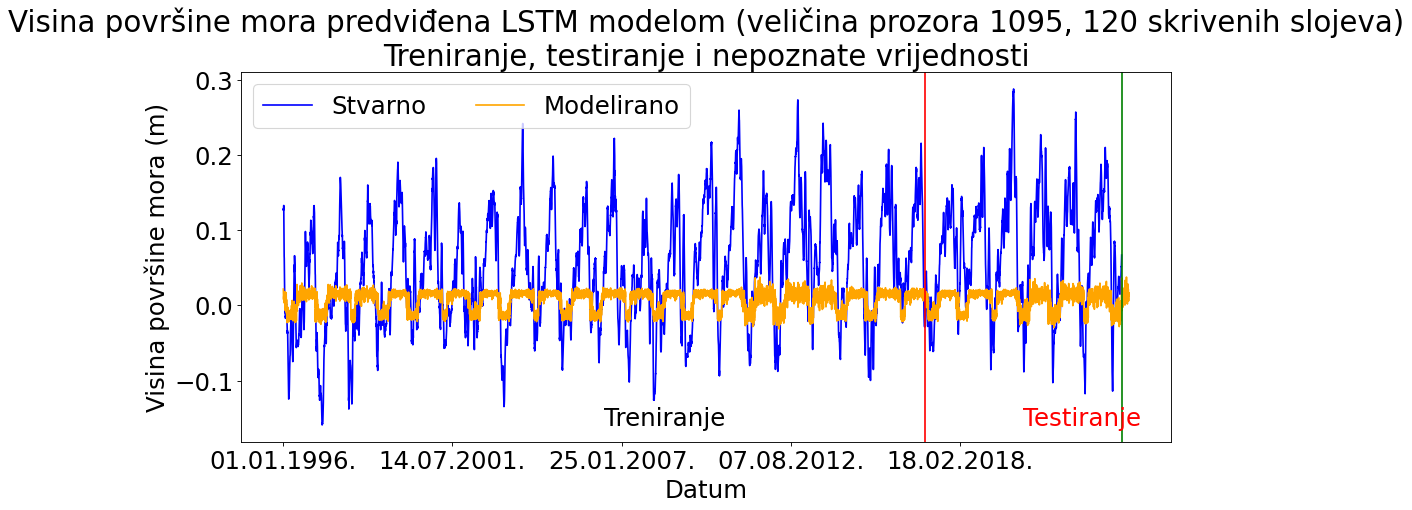 Visina površine mora predviđena LSTM modelom (veličina prozora 1095, 120 skrivenih slojeva)
Treniranje, testiranje i nepoznate vrijednosti
Stvarno Modelirano
Visina površine mora (m)
0.3
0.2
0.1
0.0
−0.1
Treniranje Testiranje
01.01.1996. 14.07.2001. 25.01.2007. 07.08.2012. 18.02.2018.
Datum